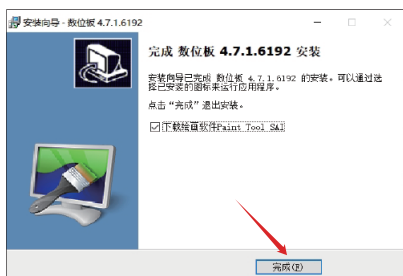 安装向导 - 数位板 4.7.1.6192
完成 数位板 4.7.1.6192 安装
安装向导已完成 数位板 4.7.1.6192 的安装。可以通过选
择已安装的图标来运行应用程序。
点击“完成”退出安装。
下载绘画软件Paint Tool SAI
完成(F)